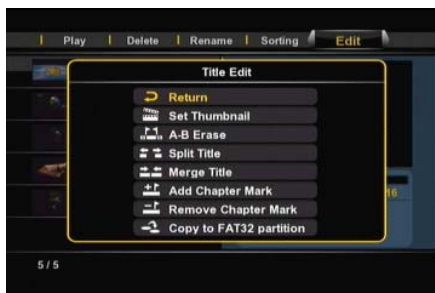 Play Delete Rename Sorting Edit
Title Edit
Return
Set Thumbnail
A-B Erase
Split Title
Merge Title
Add Chapter Mark
Remove Chapter Mark
Copy to FAT32 partition
16
5 / 5